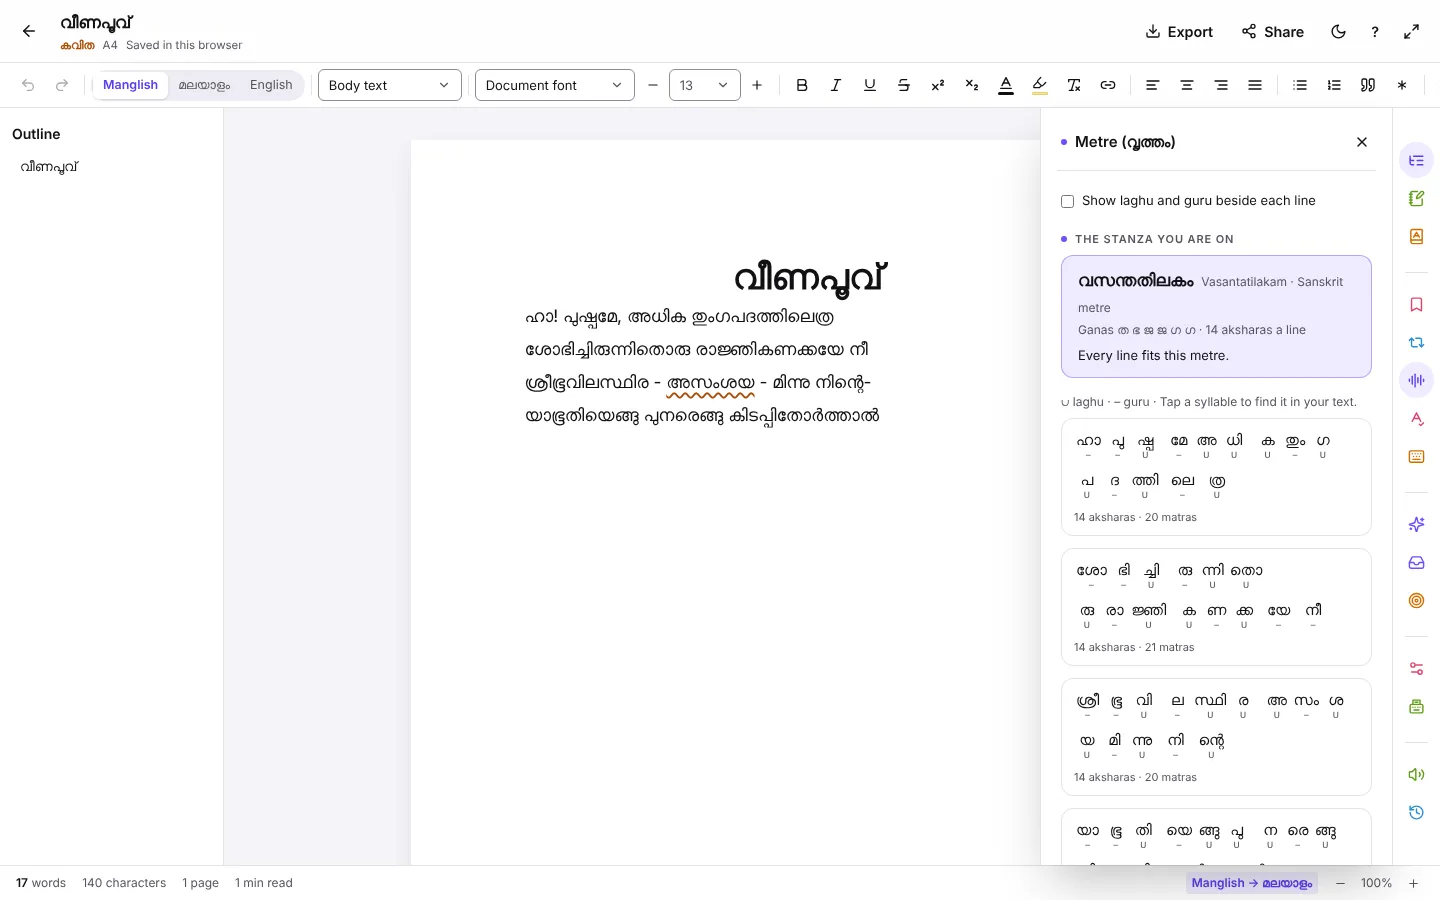 വീണപൂവ്
കവിത A4 Saved in this browser
Export Share ?
Manglish മലയാളം English Body text Document font − 13 +
Outline
വീണപൂവ്
വീണപൂവ്
ഹാ! പുഷ്പമേ, അധിക തുംഗപദത്തിലെത്ര
ശോഭിച്ചിരുന്നിതൊരു രാജ്ഞികണക്കയേ നീ
ശ്രീഭൂവിലസ്ഥിര - അസംശയ - മിന്നു നിന്റെ-
യാഭൂതിയെങ്ങു പുനരെങ്ങു കിടപ്പിതോർത്താൽ
Metre (വൃത്തം)
Show laghu and guru beside each line
THE STANZA YOU ARE ON
വസന്തതിലകം Vasantatilakam · Sanskrit
metre
Ganas ത ഭ ജ ജ ഗ ഗ · 14 aksharas a line
Every line fits this metre.
∪ laghu · – guru · Tap a syllable to find it in your text.
ഹാ പു ഷ്പ മേ അ ധി ക തും ഗ
– – ∪ – ∪ ∪ ∪ – ∪
പ ദ ത്തി ലെ ത്ര
∪ – ∪ – ∪
14 aksharas · 20 matras
ശോ ഭി ച്ചി രു ന്നി തൊ
– – ∪ – ∪ ∪
രു രാ ജ്ഞി ക ണ ക്ക യേ നീ
∪ – ∪ ∪ – ∪ – –
14 aksharas · 21 matras
ശ്രീ ഭൂ വി ല സ്ഥി ര അ സം ശ
– – ∪ – ∪ ∪ ∪ – ∪
യ മി ന്നു നി ന്റെ
∪ – ∪ – ∪
14 aksharas · 20 matras
യാ ഭൂ തി യെ ങ്ങു പു ന രെ ങ്ങു
– – ∪ – ∪ ∪ ∪ – ∪
17 words 140 characters 1 page 1 min read
Manglish → മലയാളം − 100% +